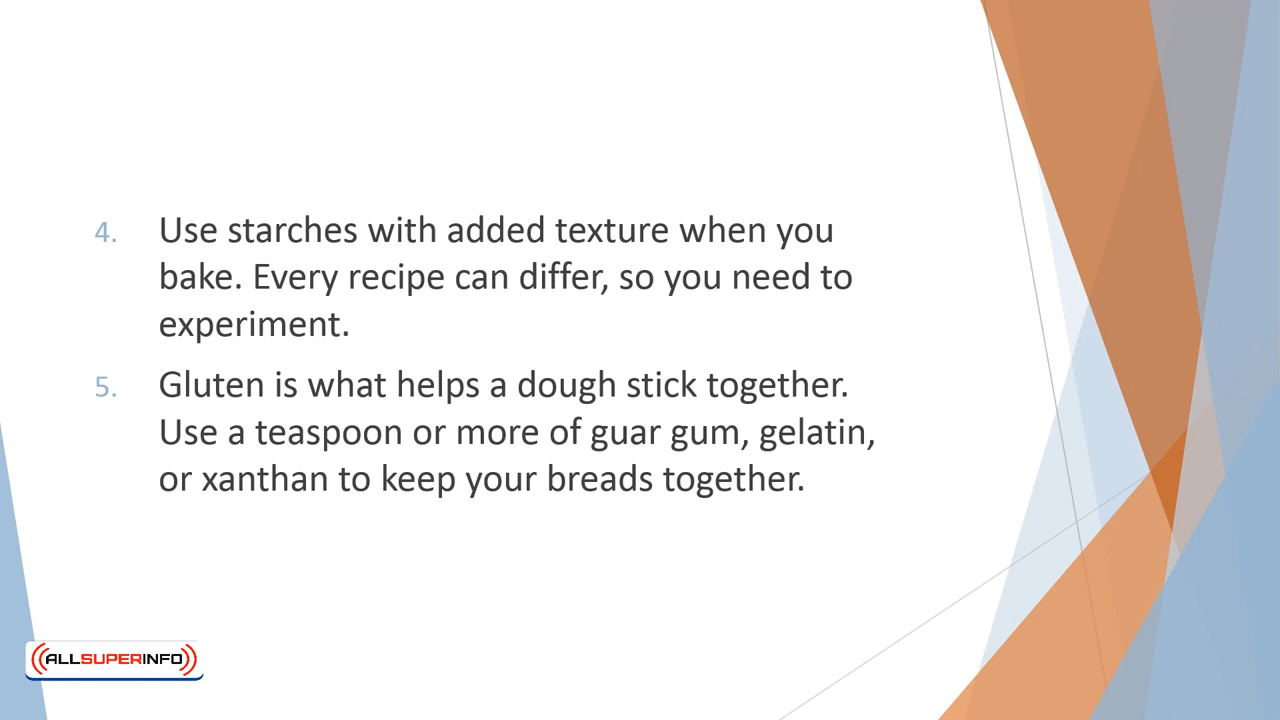 4. Use starches with added texture when you
bake. Every recipe can differ, so you need to
experiment.
5. Gluten is what helps a dough stick together.
Use a teaspoon or more of guar gum, gelatin,
or xanthan to keep your breads together.
ALLSUPERINFO